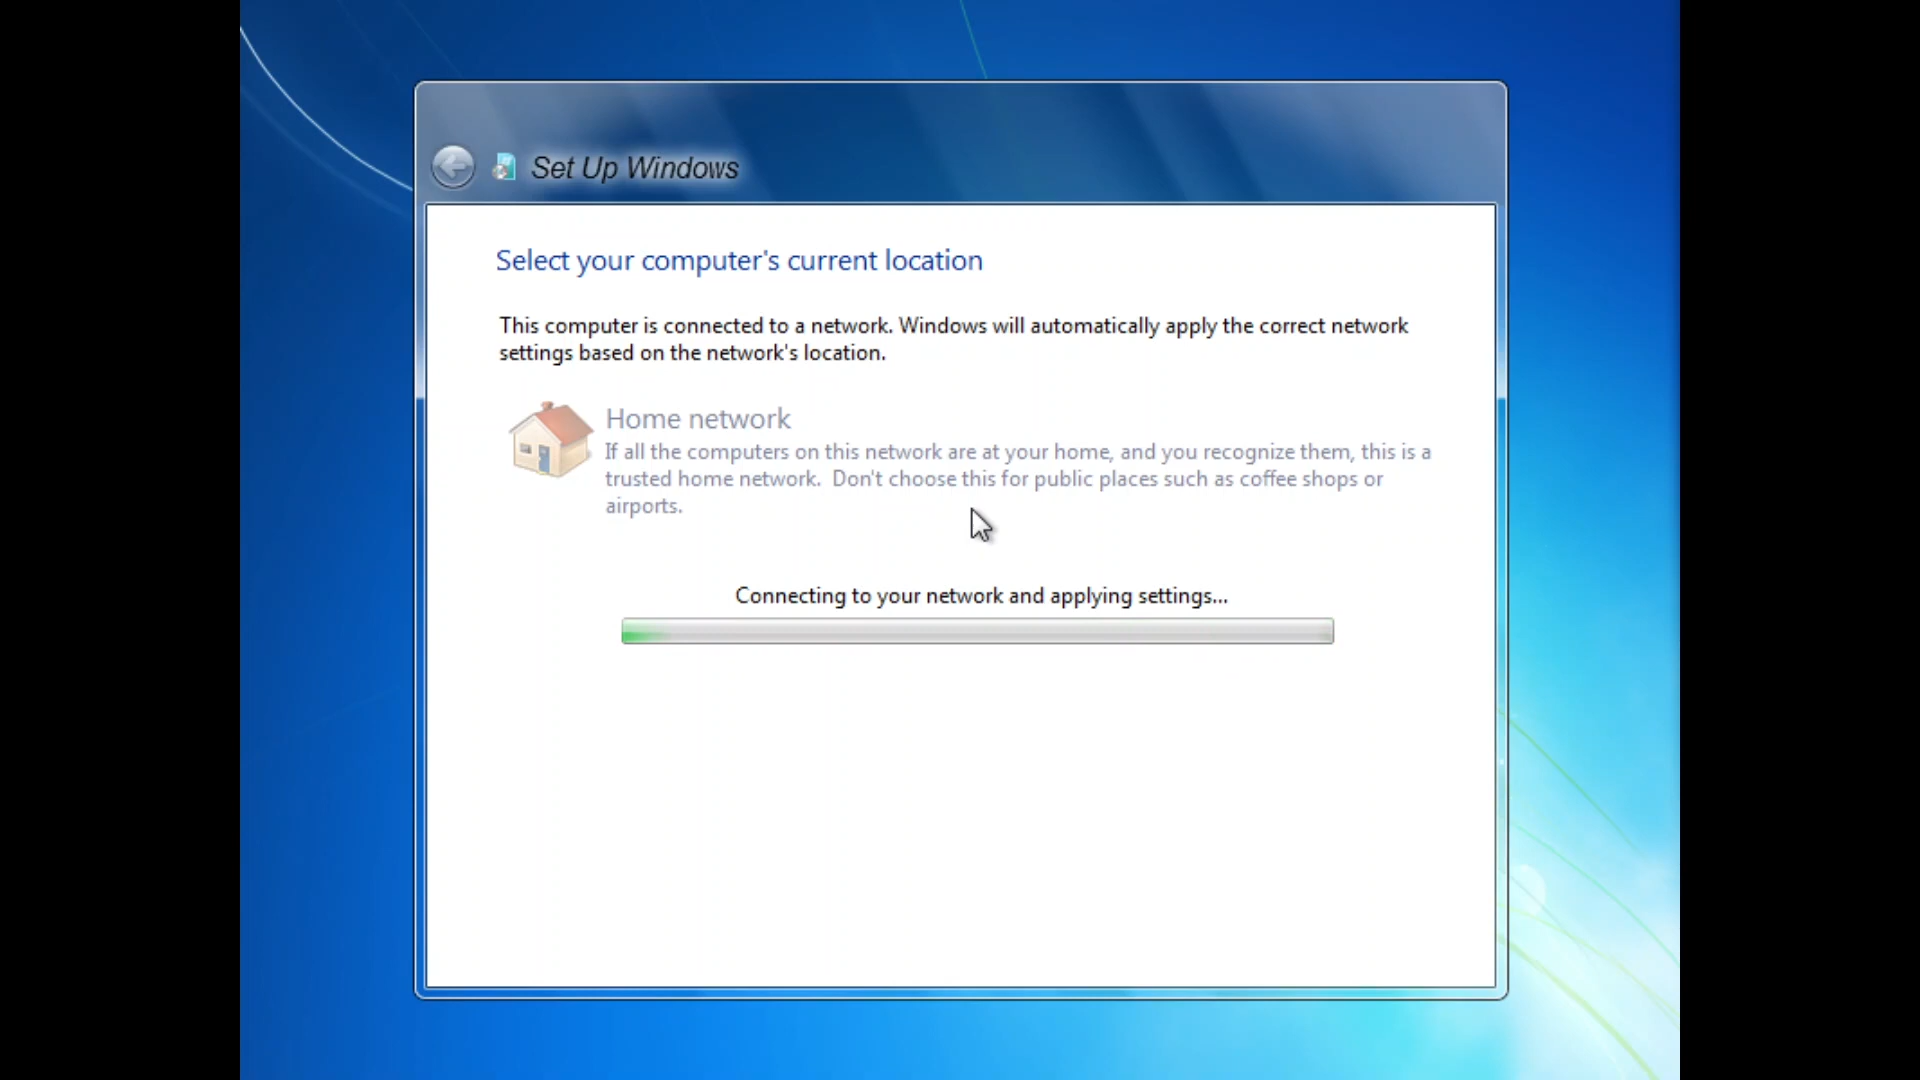 Set Up Windows
Select your computer's current location
This computer is connected to a network. Windows will automatically apply the correct network
settings based on the network's location.
Home network
If all the computers on this network are at your home, and you recognize them, this is a
trusted home network.  Don't choose this for public places such as coffee shops or
airports.
Connecting to your network and applying settings...